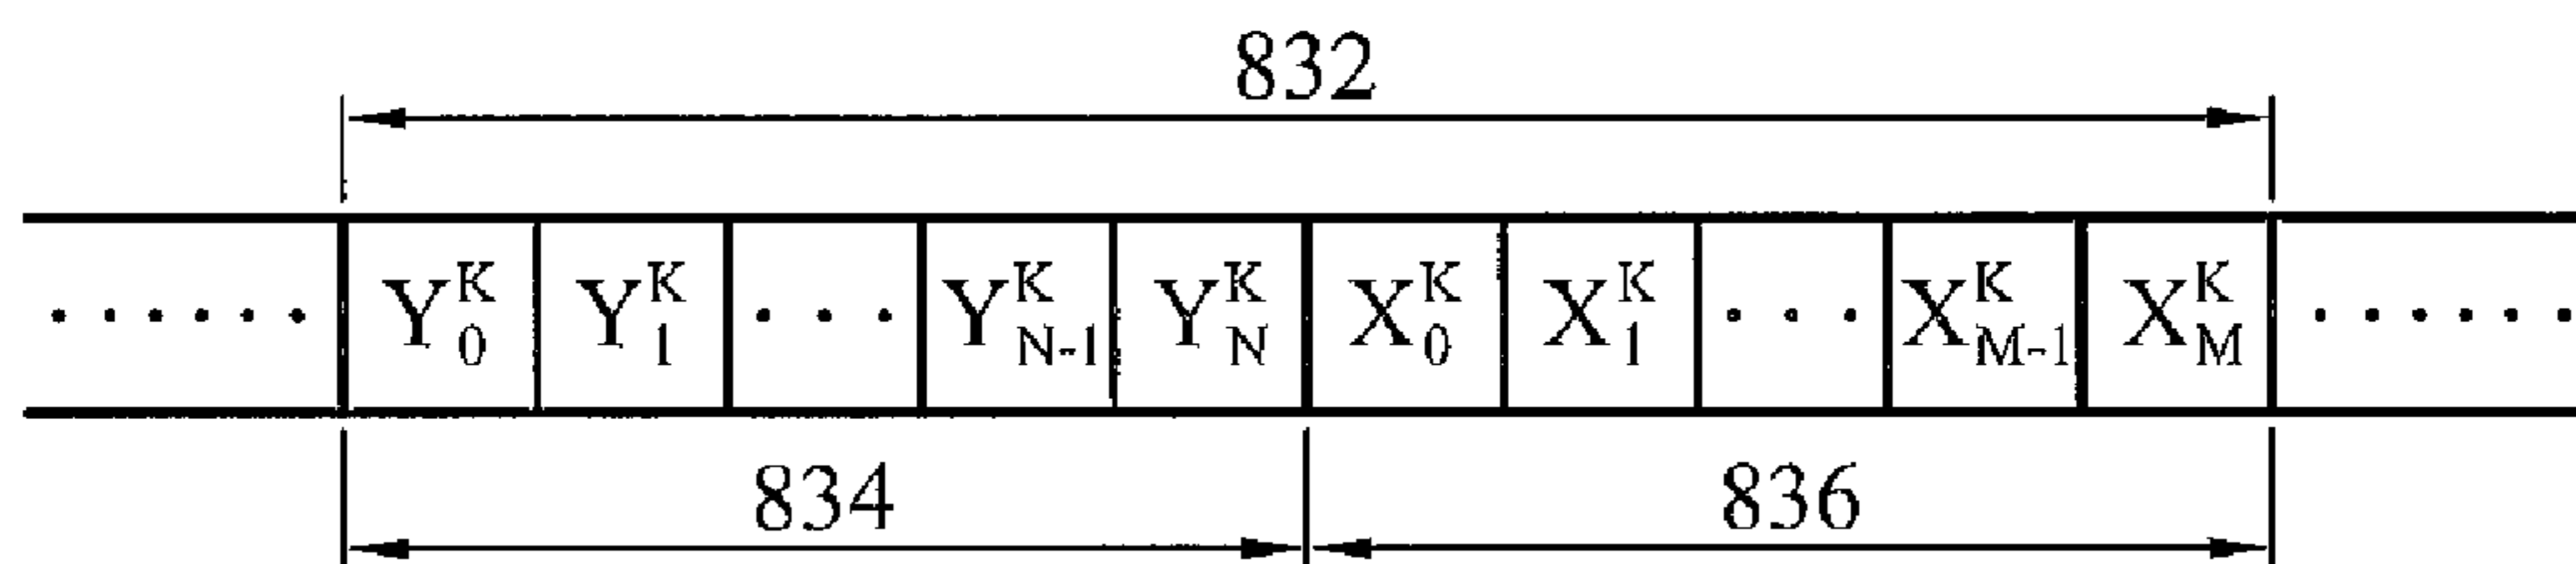 832
...... Y_0^K Y_1^K ... Y_{N-1}^K Y_N^K X_0^K X_1^K ... X_{M-1}^K X_M^K ......
834 836